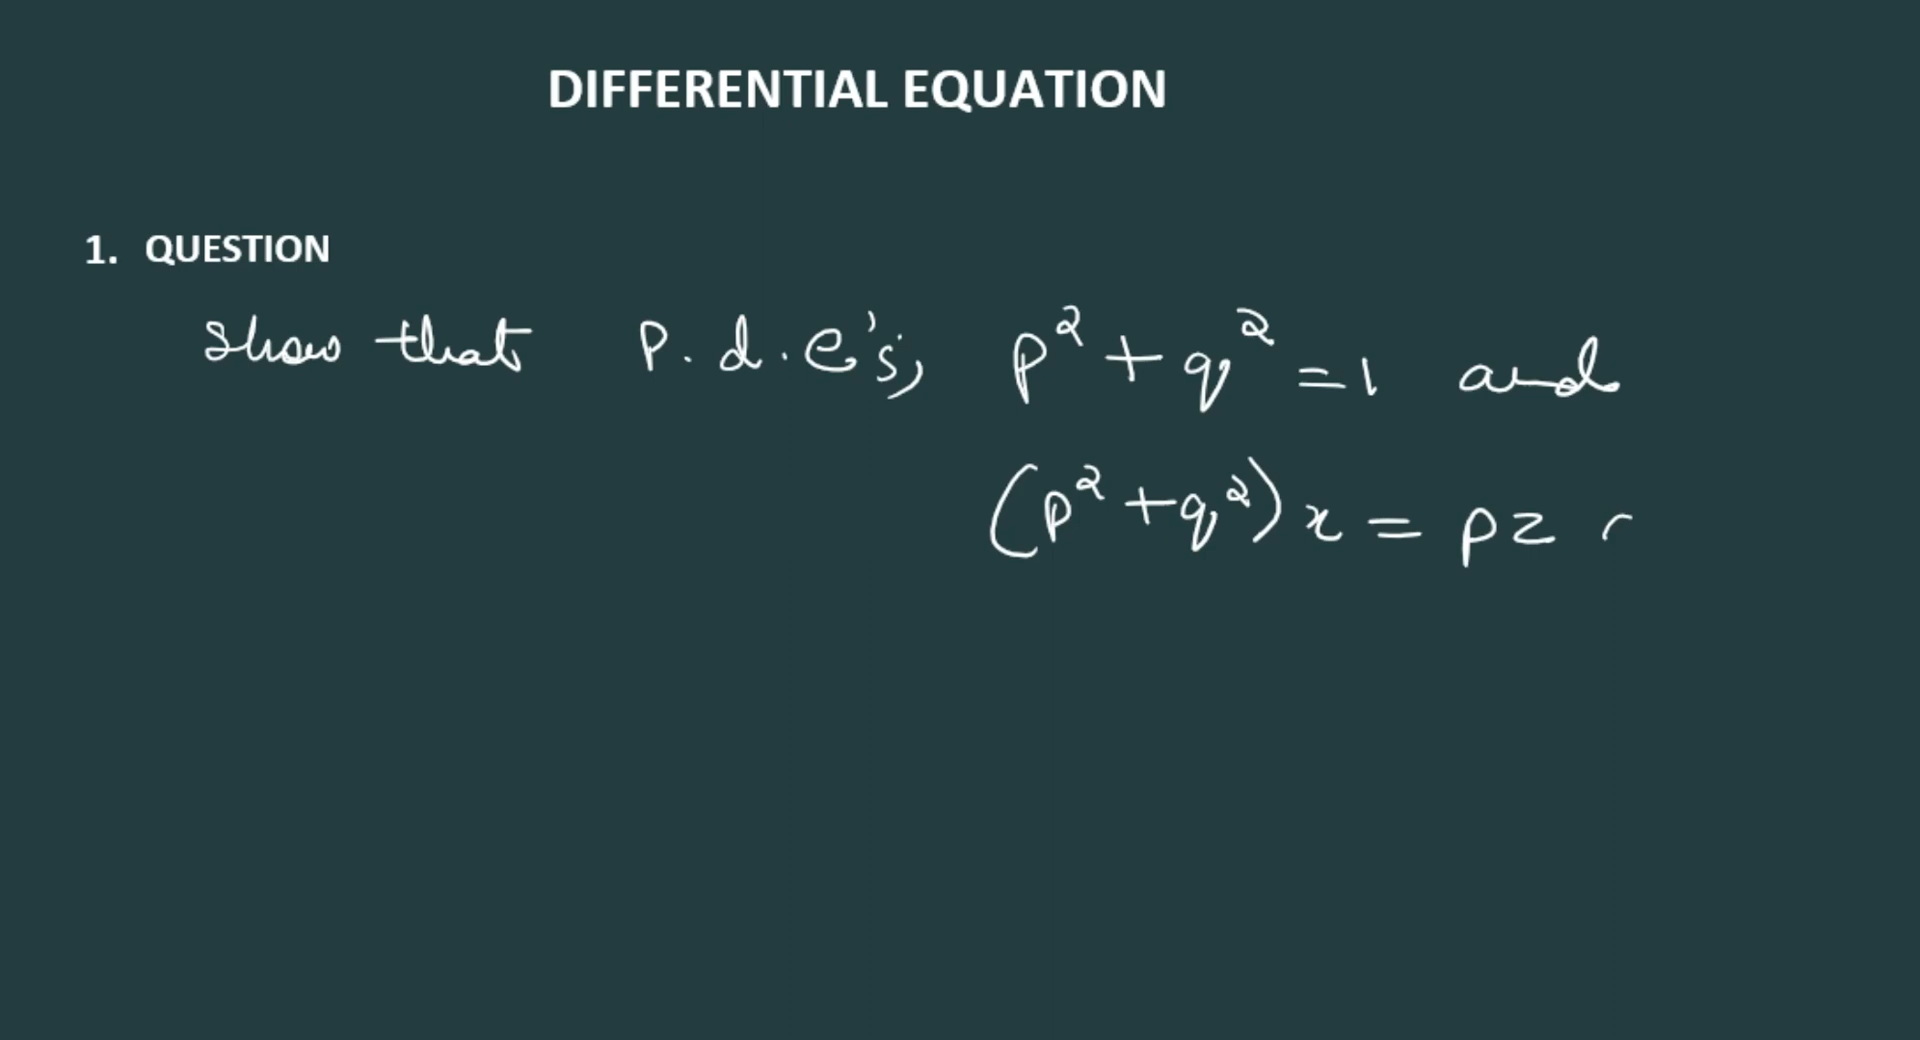 DIFFERENTIAL EQUATION
1. QUESTION
Show that P.d.e's, p² + q² = 1 and
(p² + q²) x = pz